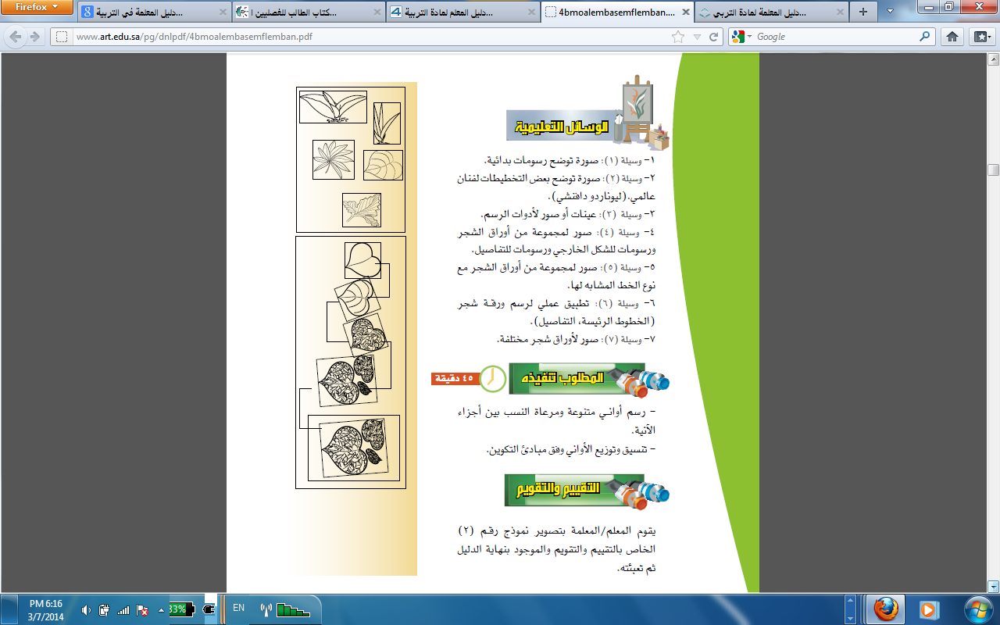 Firefox
دليل المعلمة في التربية...
كتاب الطالب للفصليين ا...
دليل المعلم لمادة التربية...
4bmoalembasemflemban....
دليل المعلمة لمادة التربي...
www.art.edu.sa/pg/dnlpdf/4bmoalembasemflemban.pdf
Google
الوسائل التعليمية
١- وسيلة (١): صورة توضح رسومات بدائية.
٢- وسيلة (٢): صورة توضح بعض التخطيطات لفنان
عالمي.(ليوناردو دافنشي).
٣- وسيلة (٣): عينات أو صور لأدوات الرسم.
٤- وسيلة (٤): صور لمجموعة من أوراق الشجر
ورسومات للشكل الخارجي ورسومات للتفاصيل.
٥- وسيلة (٥): صور لمجموعة من أوراق الشجر مع
نوع الخط المشابه لها.
٦- وسيلة (٦): تطبيق عملي لرسم ورقة شجر
(الخطوط الرئيسة، التفاصيل).
٧- وسيلة (٧): صور لأوراق شجر مختلفة.
المطلوب تنفيذه
٤٥ دقيقة
- رسم أواني متنوعة ومرعاة النسب بين أجزاء
الآنية.
- تنسيق وتوزيع الأواني وفق مبادئ التكوين.
التقييم والتقويم
يقوم المعلم/المعلمة بتصوير نموذج رقم (٢)
الخاص بالتقييم والتقويم والموجود بنهاية الدليل
ثم تعبئته.
PM 6:16
3/7/2014
33%
EN